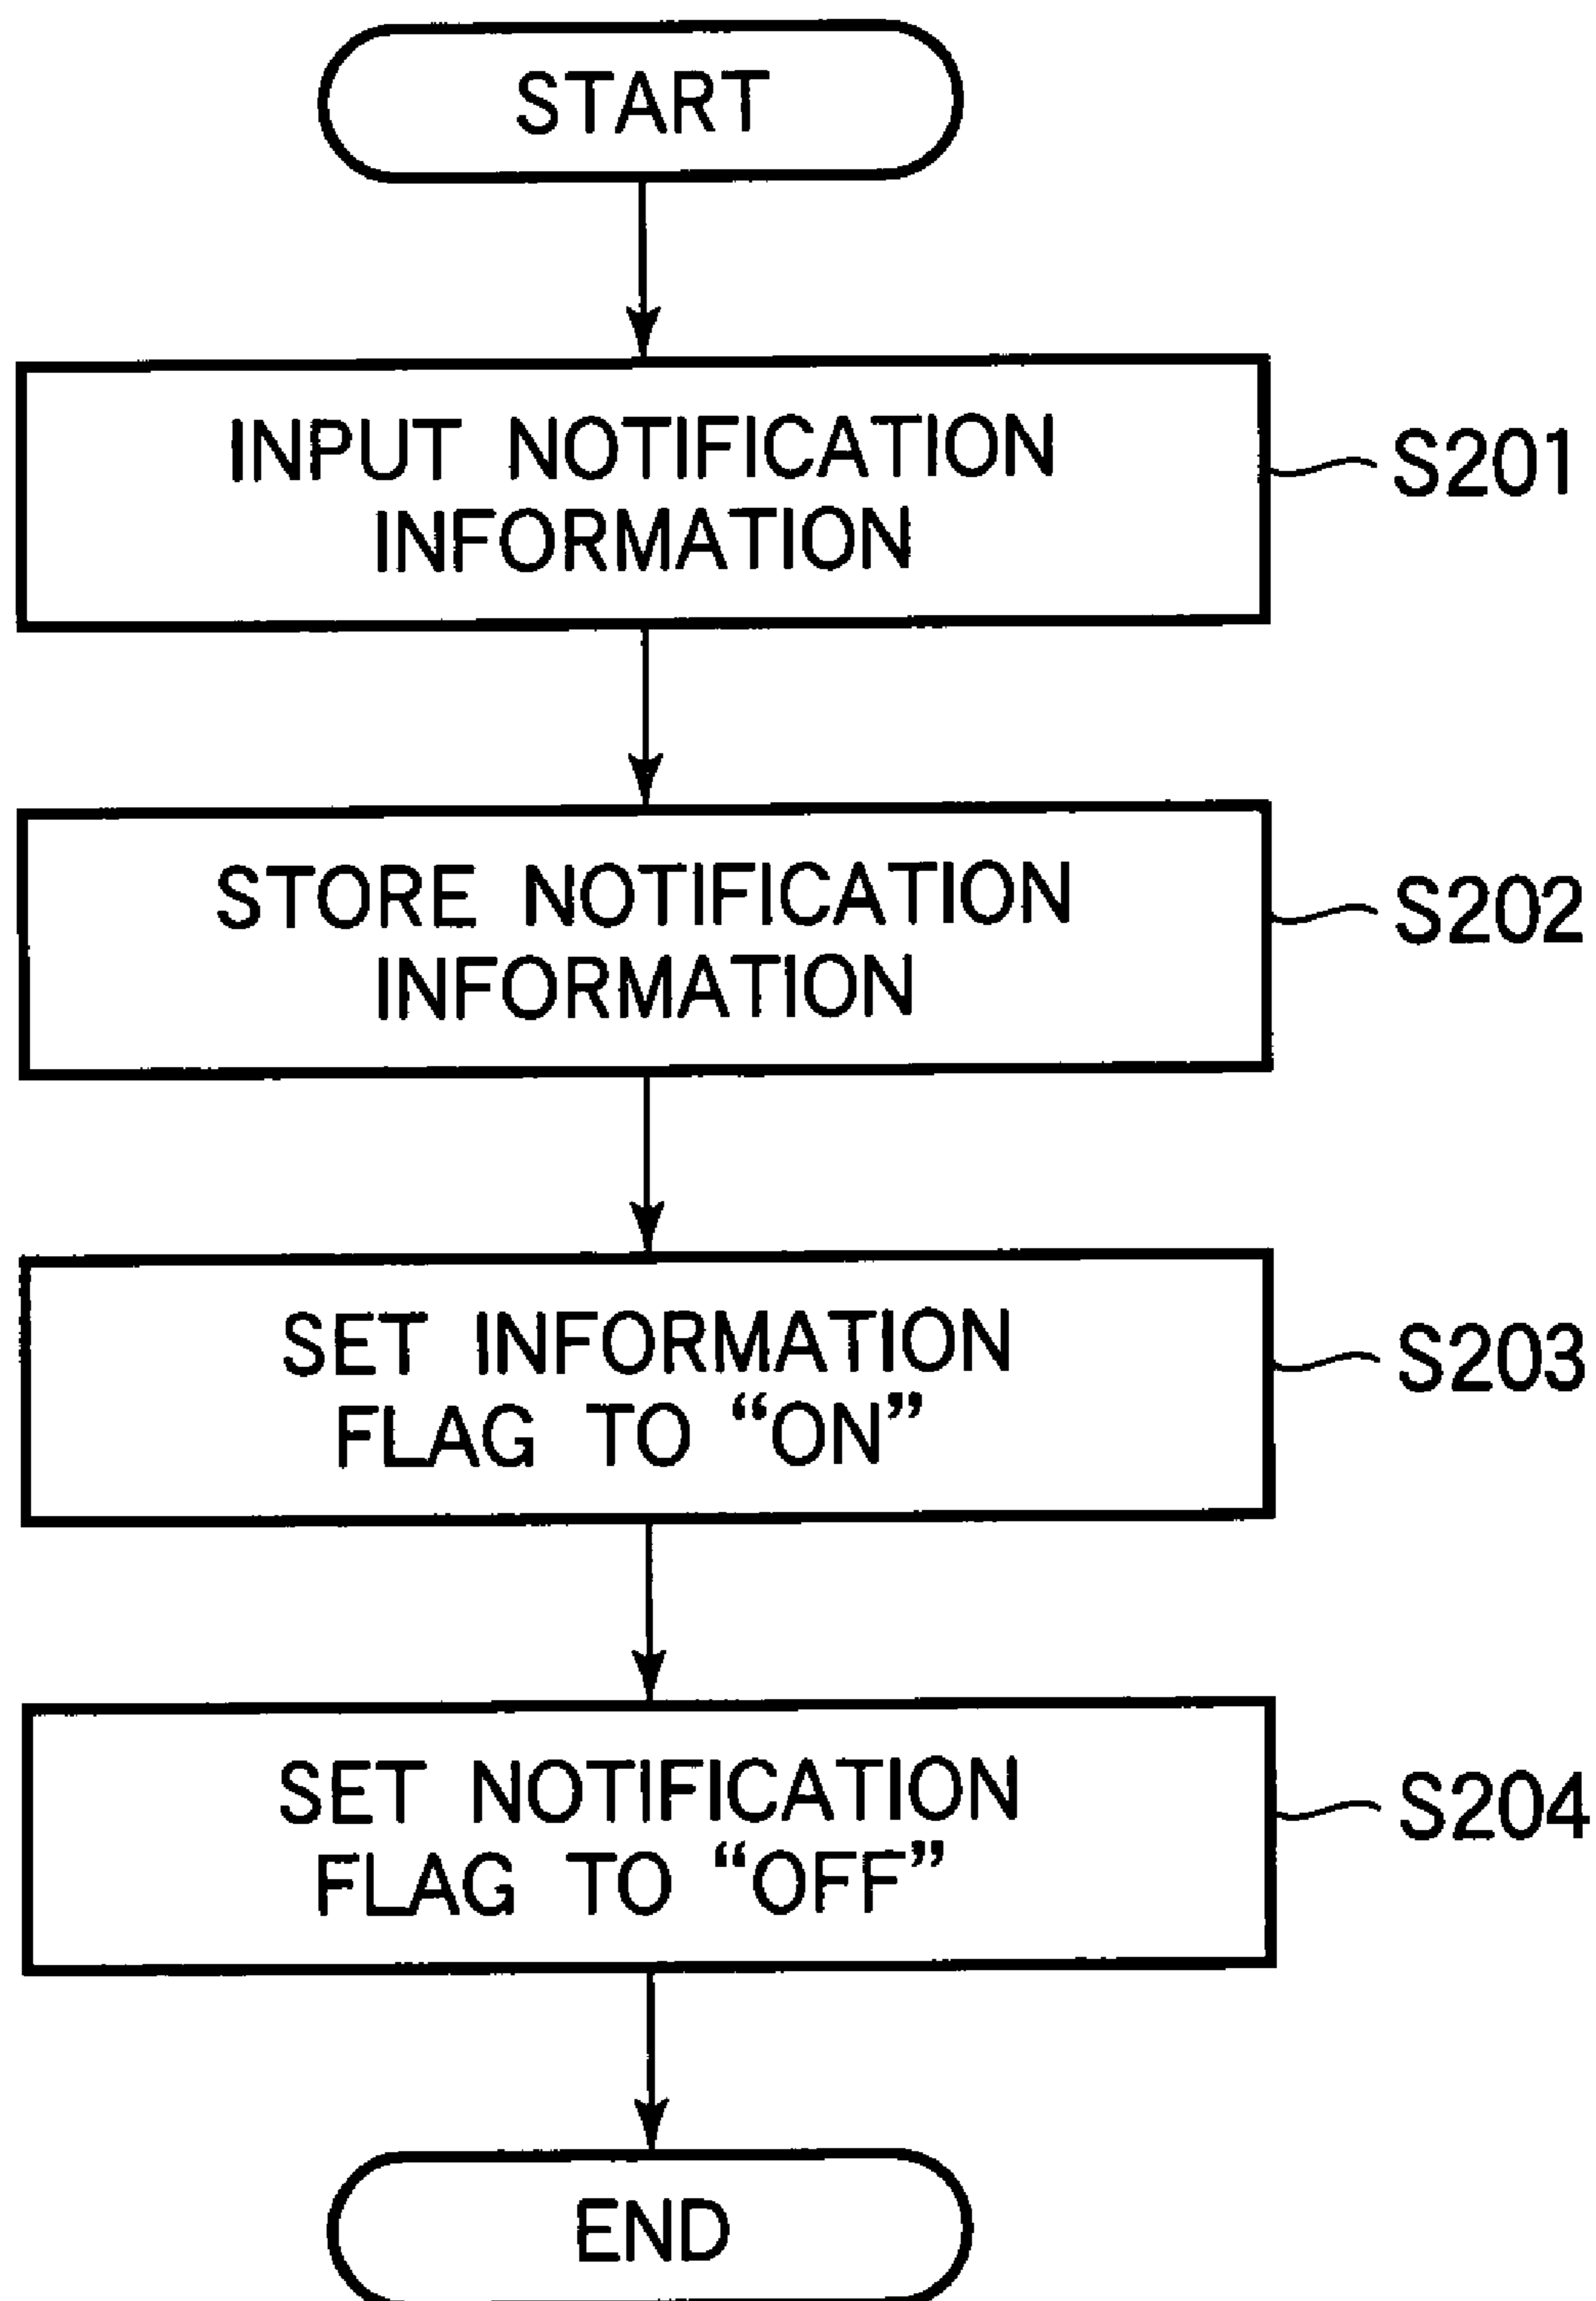 START
INPUT NOTIFICATION
INFORMATION
S201
STORE NOTIFICATION
INFORMATION
S202
SET INFORMATION
FLAG TO “ON”
S203
SET NOTIFICATION
FLAG TO “OFF”
S204
END